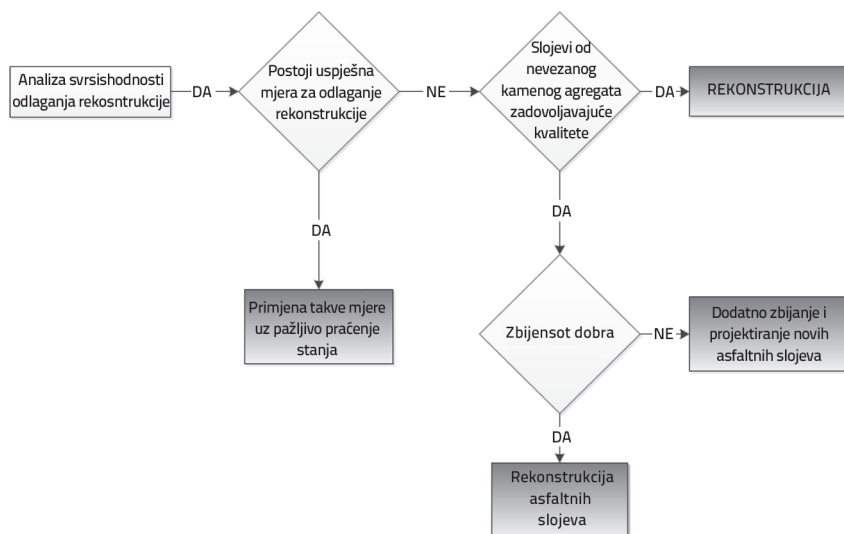 Analiza svrsishodnosti
odlaganja rekosntrukcije
DA
Postoji uspješna
mjera za odlaganje
rekonstrukcije
NE
Slojevi od
nevezanog
kamenog agregata
zadovoljavajuće
kvalitete
DA
REKONSTRUKCIJA
DA
DA
Primjena takve mjere
uz pažljivo praćenje
stanja
Zbijensot dobra
NE
Dodatno zbijanje i
projektiranje novih
asfaltnih slojeva
DA
Rekonstrukcija
asfaltnih
slojeva